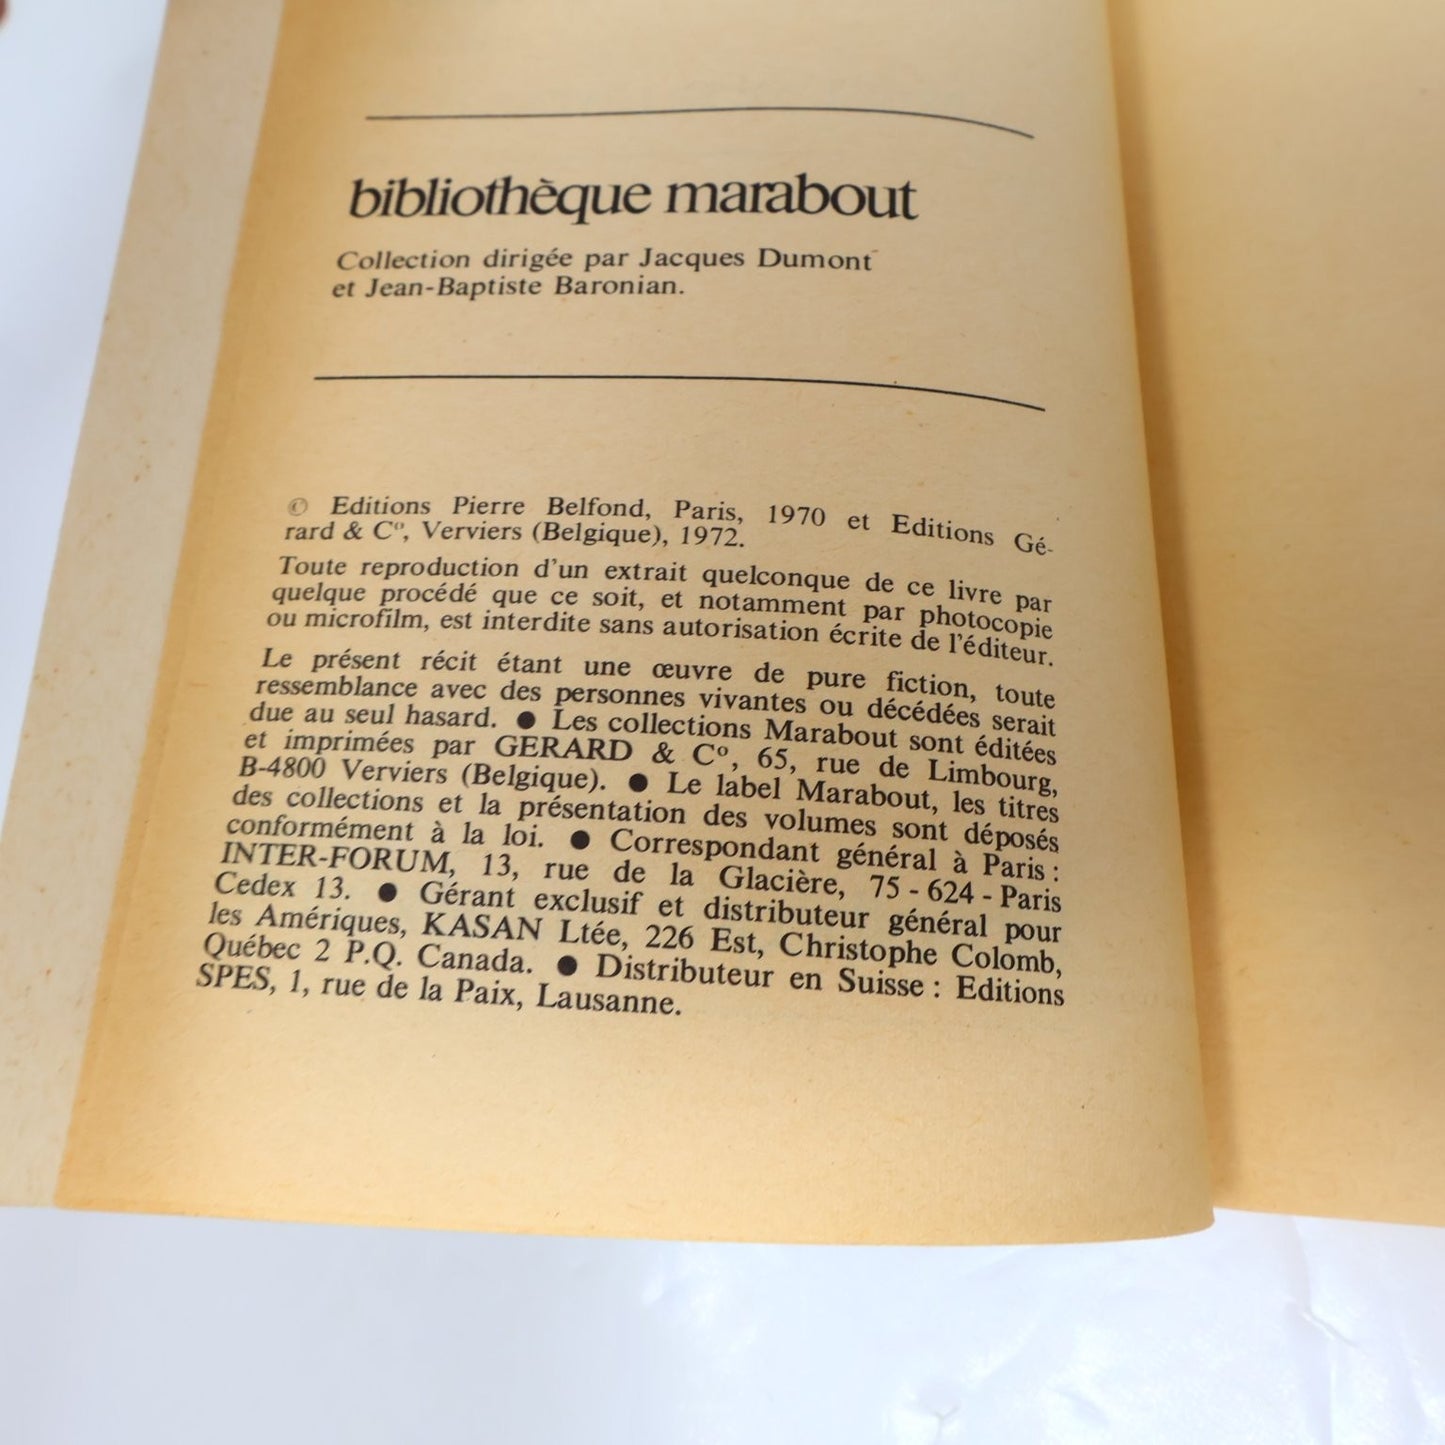 bibliothèque marabout
Collection dirigée par Jacques Dumont
et Jean-Baptiste Baronian.
© Editions Pierre Belfond, Paris, 1970 et Editions Gé-
rard & Cº, Verviers (Belgique), 1972.
Toute reproduction d'un extrait quelconque de ce livre par
quelque procédé que ce soit, et notamment par photocopie
ou microfilm, est interdite sans autorisation écrite de l'éditeur.
Le présent récit étant une œuvre de pure fiction, toute
ressemblance avec des personnes vivantes ou décédées serait
due au seul hasard. ● Les collections Marabout sont éditées
et imprimées par GERARD & Cº, 65, rue de Limbourg,
B-4800 Verviers (Belgique). ● Le label Marabout, les titres
des collections et la présentation des volumes sont déposés
conformément à la loi. ● Correspondant général à Paris :
INTER-FORUM, 13, rue de la Glacière, 75 - 624 - Paris
Cedex 13. ● Gérant exclusif et distributeur général pour
les Amériques, KASAN Ltée, 226 Est, Christophe Colomb,
Québec 2 P.Q. Canada. ● Distributeur en Suisse : Editions
SPES, 1, rue de la Paix, Lausanne.